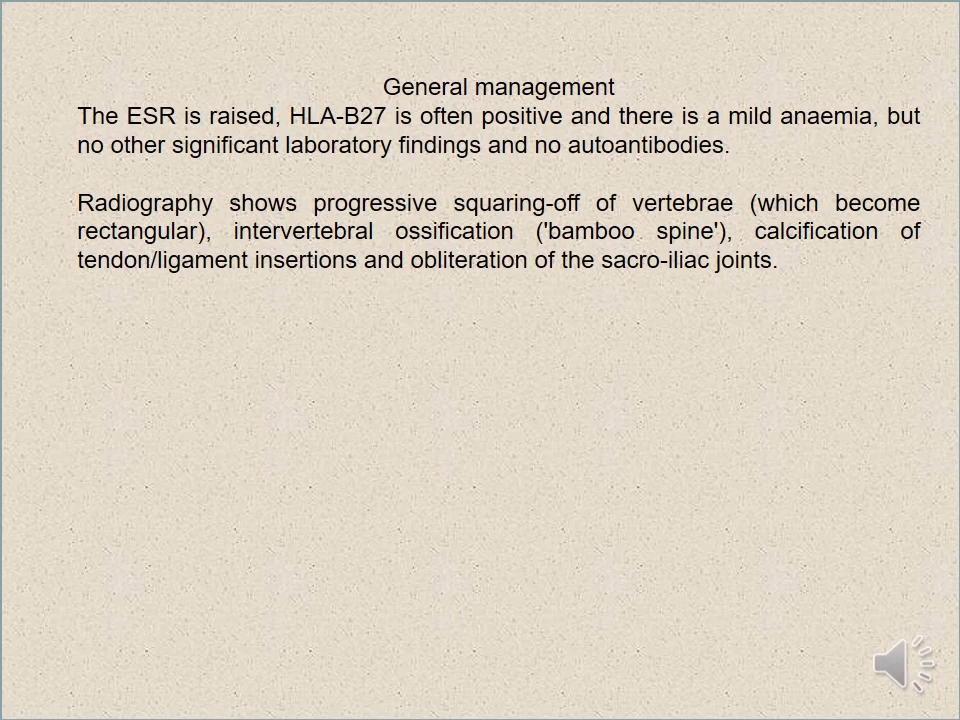 General management
The ESR is raised, HLA-B27 is often positive and there is a mild anaemia, but
no other significant laboratory findings and no autoantibodies.
Radiography shows progressive squaring-off of vertebrae (which become
rectangular), intervertebral ossification ('bamboo spine'), calcification of
tendon/ligament insertions and obliteration of the sacro-iliac joints.